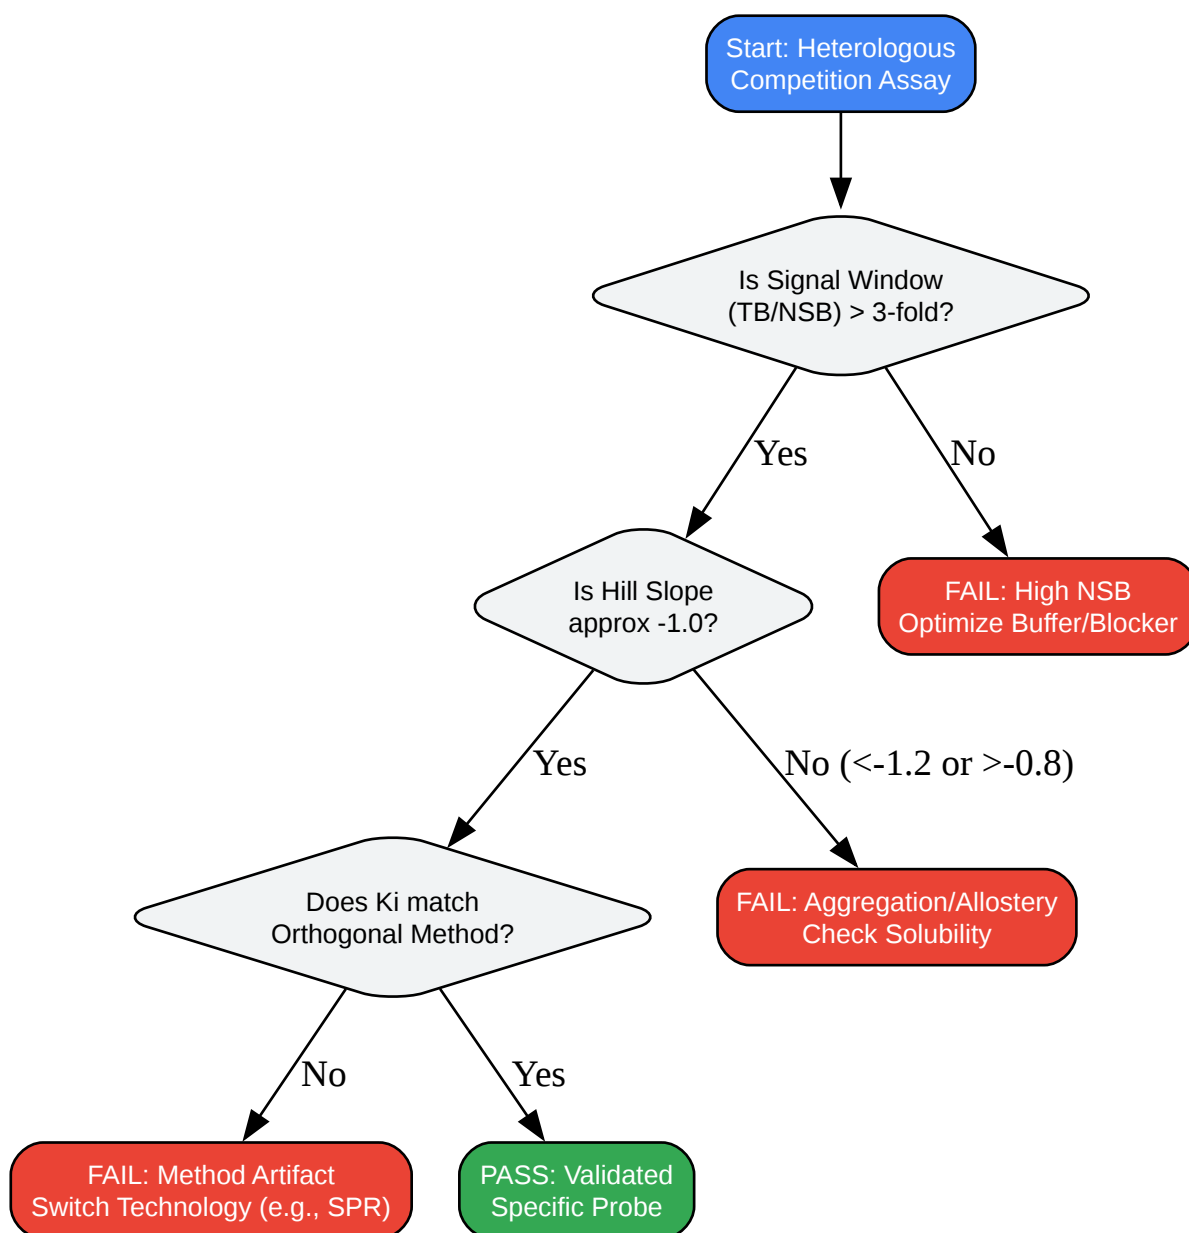 Start: Heterologous
Competition Assay
Is Signal Window
(TB/NSB) > 3-fold?
Yes
No
Is Hill Slope
approx -1.0?
FAIL: High NSB
Optimize Buffer/Blocker
Yes
No (<-1.2 or >-0.8)
Does Ki match
Orthogonal Method?
FAIL: Aggregation/Allostery
Check Solubility
No
Yes
FAIL: Method Artifact
Switch Technology (e.g., SPR)
PASS: Validated
Specific Probe